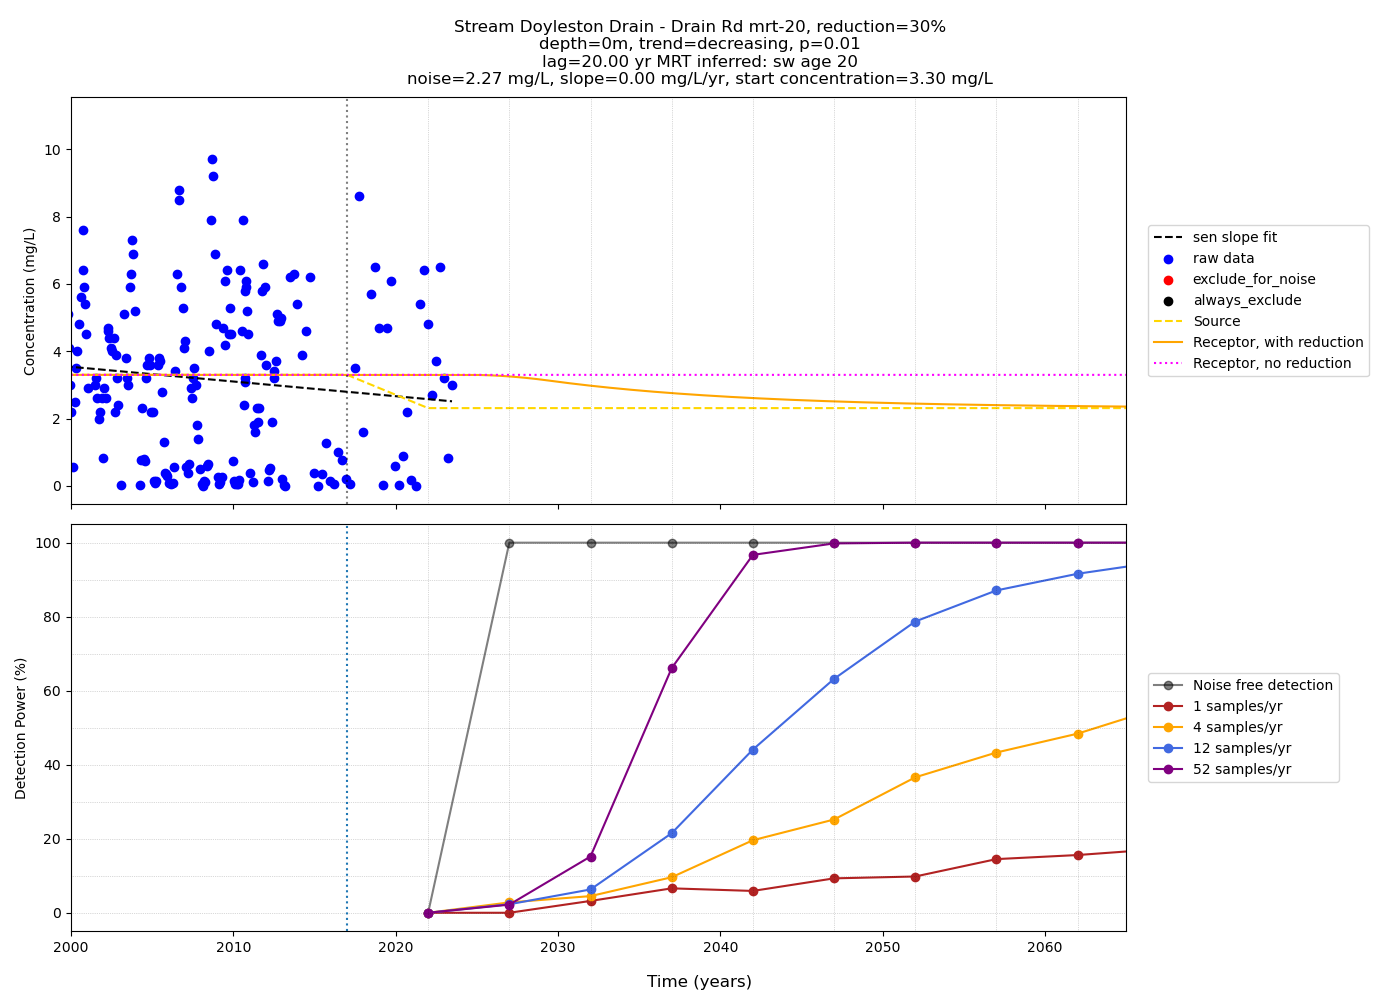 Stream Doyleston Drain - Drain Rd mrt-20, reduction=30%
depth=0m, trend=decreasing, p=0.01
lag=20.00 yr MRT inferred: sw age 20
noise=2.27 mg/L, slope=0.00 mg/L/yr, start concentration=3.30 mg/L
Concentration (mg/L)
10
8
6
4
2
0
sen slope fit
raw data
exclude_for_noise
always_exclude
Source
Receptor, with reduction
Receptor, no reduction
Detection Power (%)
100
80
60
40
20
0
2000
2010
2020
2030
2040
2050
2060
Time (years)
Noise free detection
1 samples/yr
4 samples/yr
12 samples/yr
52 samples/yr